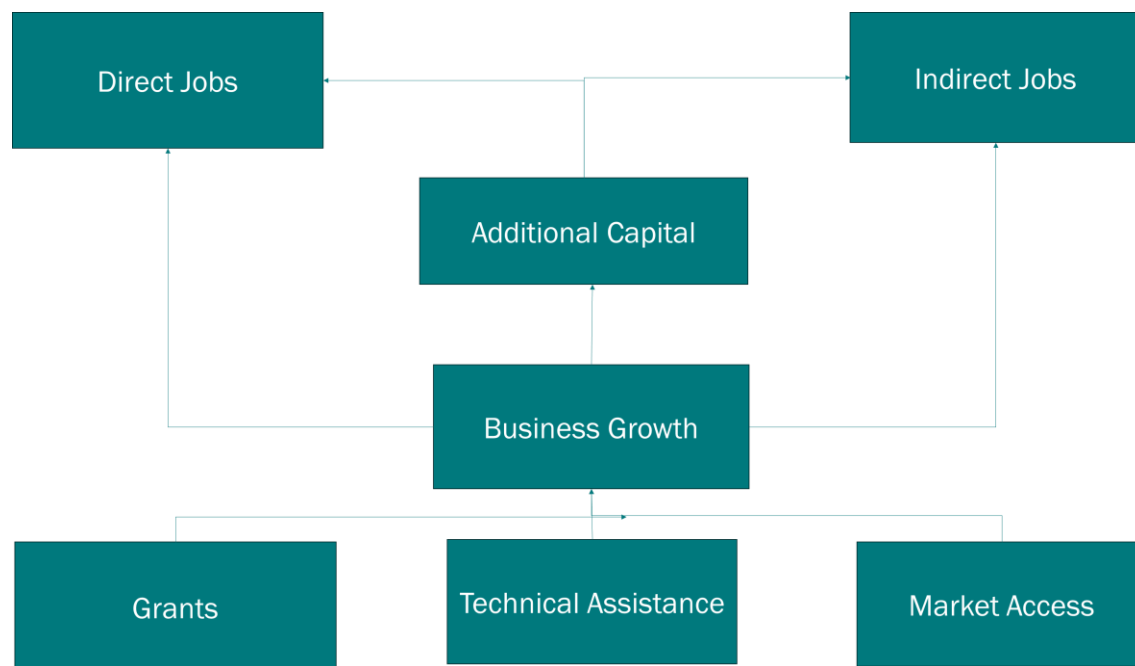 Direct Jobs
Indirect Jobs
Additional Capital
Business Growth
Grants
Technical Assistance
Market Access